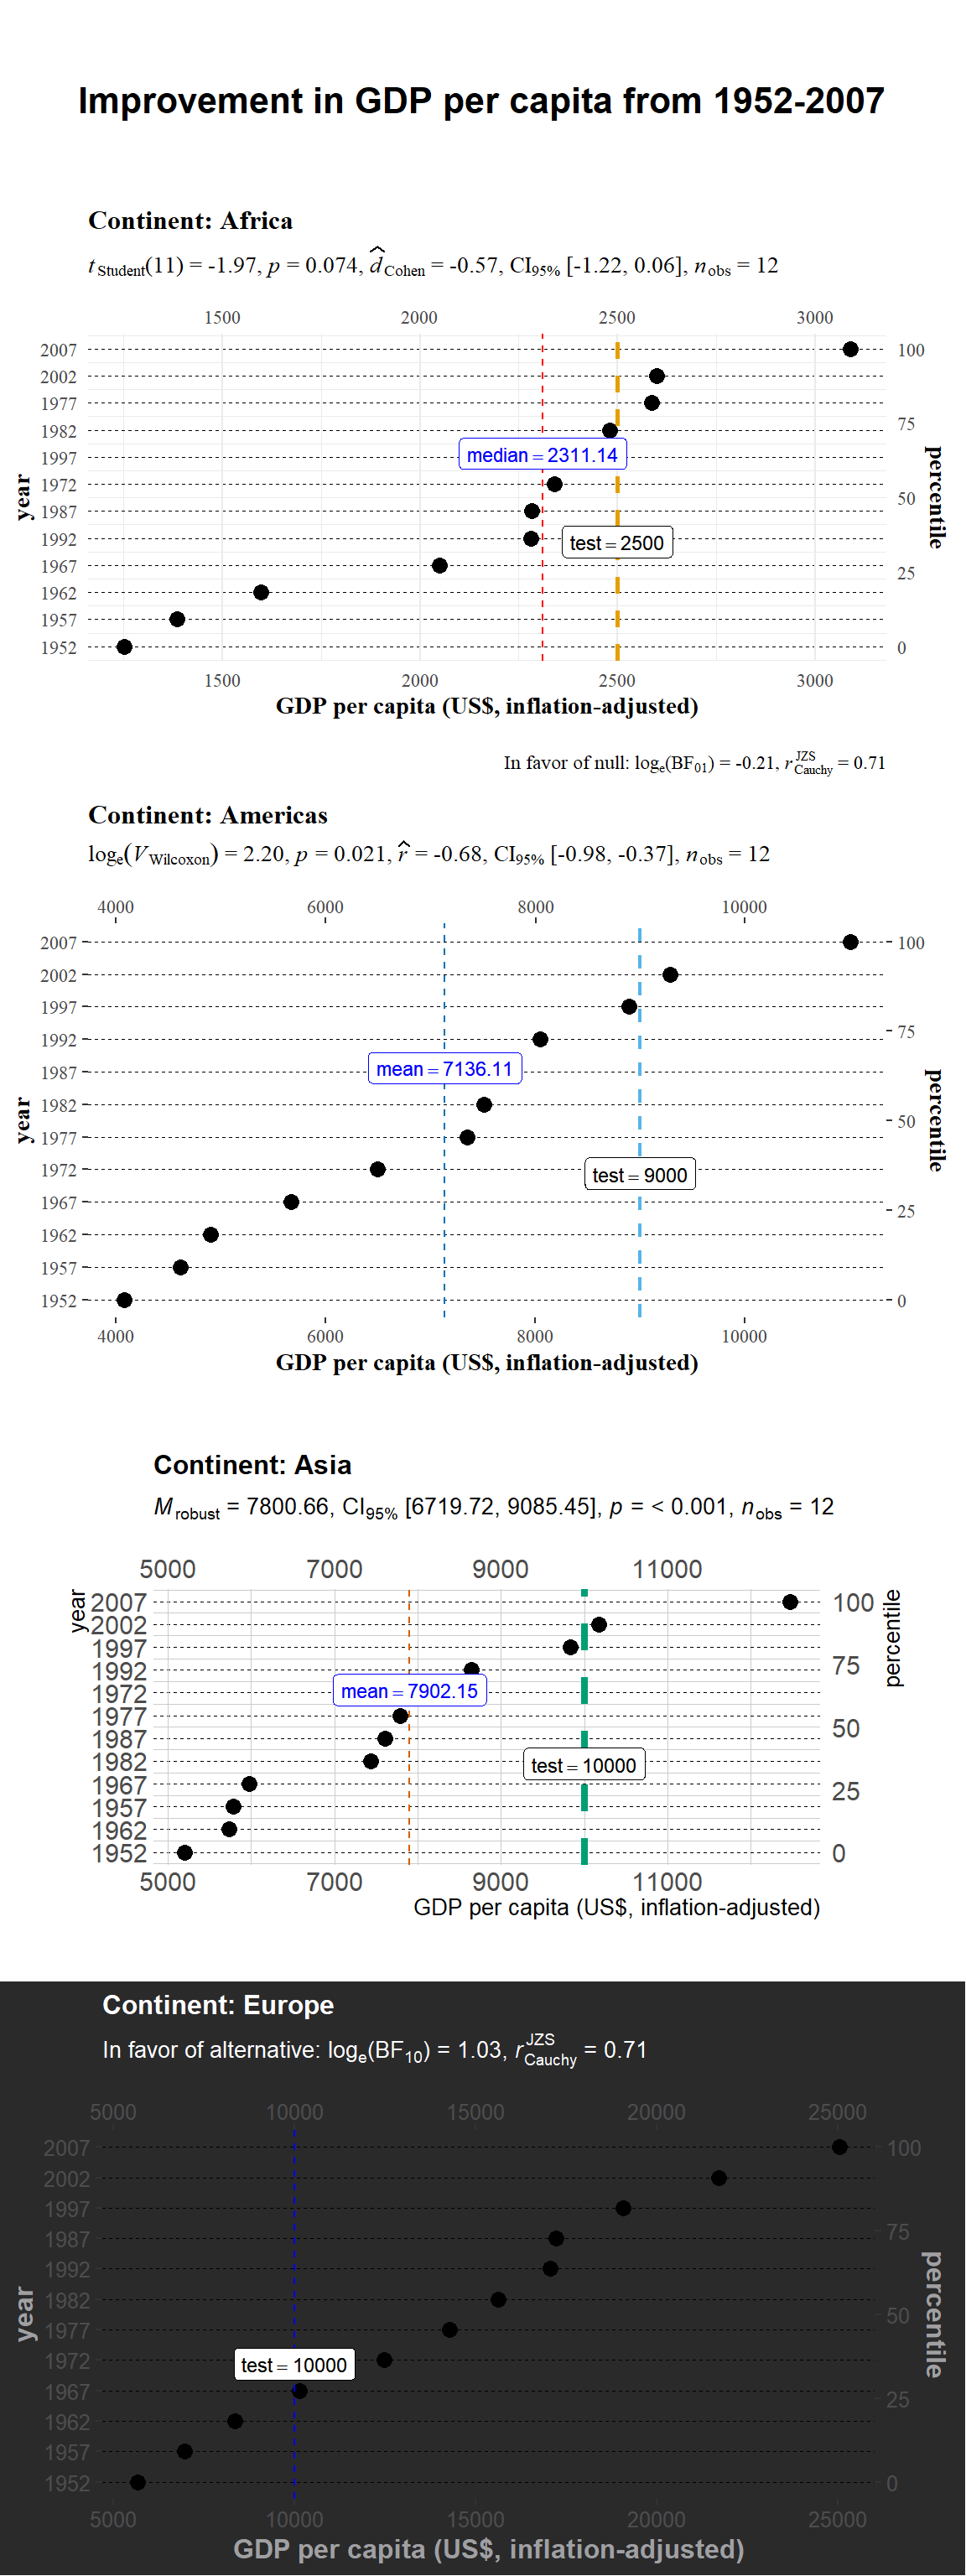 Improvement in GDP per capita from 1952-2007
Continent: Africa
t Student(11) = -1.97, p = 0.074, d̂ Cohen = -0.57, CI95% [-1.22, 0.06], n obs = 12
1500 2000 2500 3000
2007 100
2002
1977
1982 75
median = 2311.14
1997
1972
1987 50
year
percentile
1992
test = 2500
1967 25
1962
1957
1952 0
1500 2000 2500 3000
GDP per capita (US$, inflation-adjusted)
In favor of null: loge(BF01) = -0.21, r JZS Cauchy = 0.71
Continent: Americas
loge(V Wilcoxon) = 2.20, p = 0.021, r̂ = -0.68, CI95% [-0.98, -0.37], n obs = 12
4000 6000 8000 10000
2007 100
2002
1997
1992 75
mean = 7136.11
1987
1982
year
percentile
1977 50
1972
test = 9000
1967 25
1962
1957
1952 0
4000 6000 8000 10000
GDP per capita (US$, inflation-adjusted)
Continent: Asia
M robust = 7800.66, CI95% [6719.72, 9085.45], p = < 0.001, n obs = 12
5000 7000 9000 11000
year
percentile
2007 100
2002
1997
1992 75
mean = 7902.15
1972
1977
1987 50
1982
test = 10000
1967 25
1957
1962
1952 0
5000 7000 9000 11000
GDP per capita (US$, inflation-adjusted)
Continent: Europe
In favor of alternative: loge(BF10) = 1.03, r JZS Cauchy = 0.71
5000 10000 15000 20000 25000
2007 100
2002
1997
1987 75
1992
1982
year
percentile
1977 50
1972
test = 10000
1967 25
1962
1957
1952 0
5000 10000 15000 20000 25000
GDP per capita (US$, inflation-adjusted)